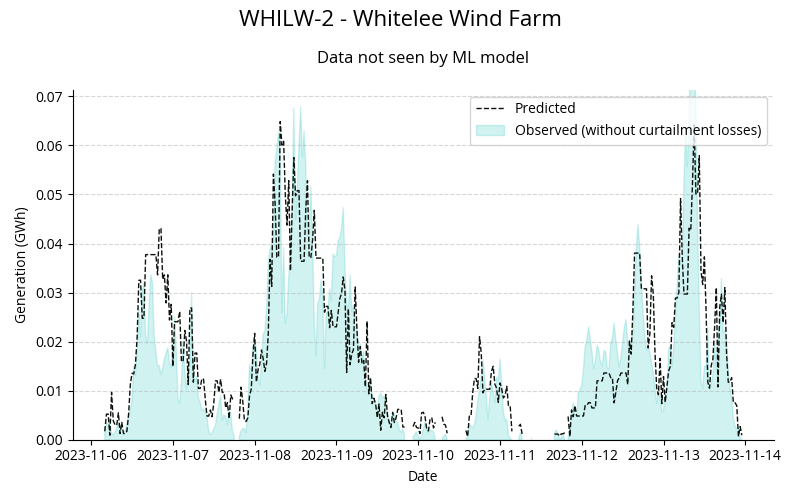 WHILW-2 - Whitelee Wind Farm
Data not seen by ML model
Predicted
Observed (without curtailment losses)
Generation (GWh)
0.07
0.06
0.05
0.04
0.03
0.02
0.01
0.00
2023-11-06 2023-11-07 2023-11-08 2023-11-09 2023-11-10 2023-11-11 2023-11-12 2023-11-13 2023-11-14
Date